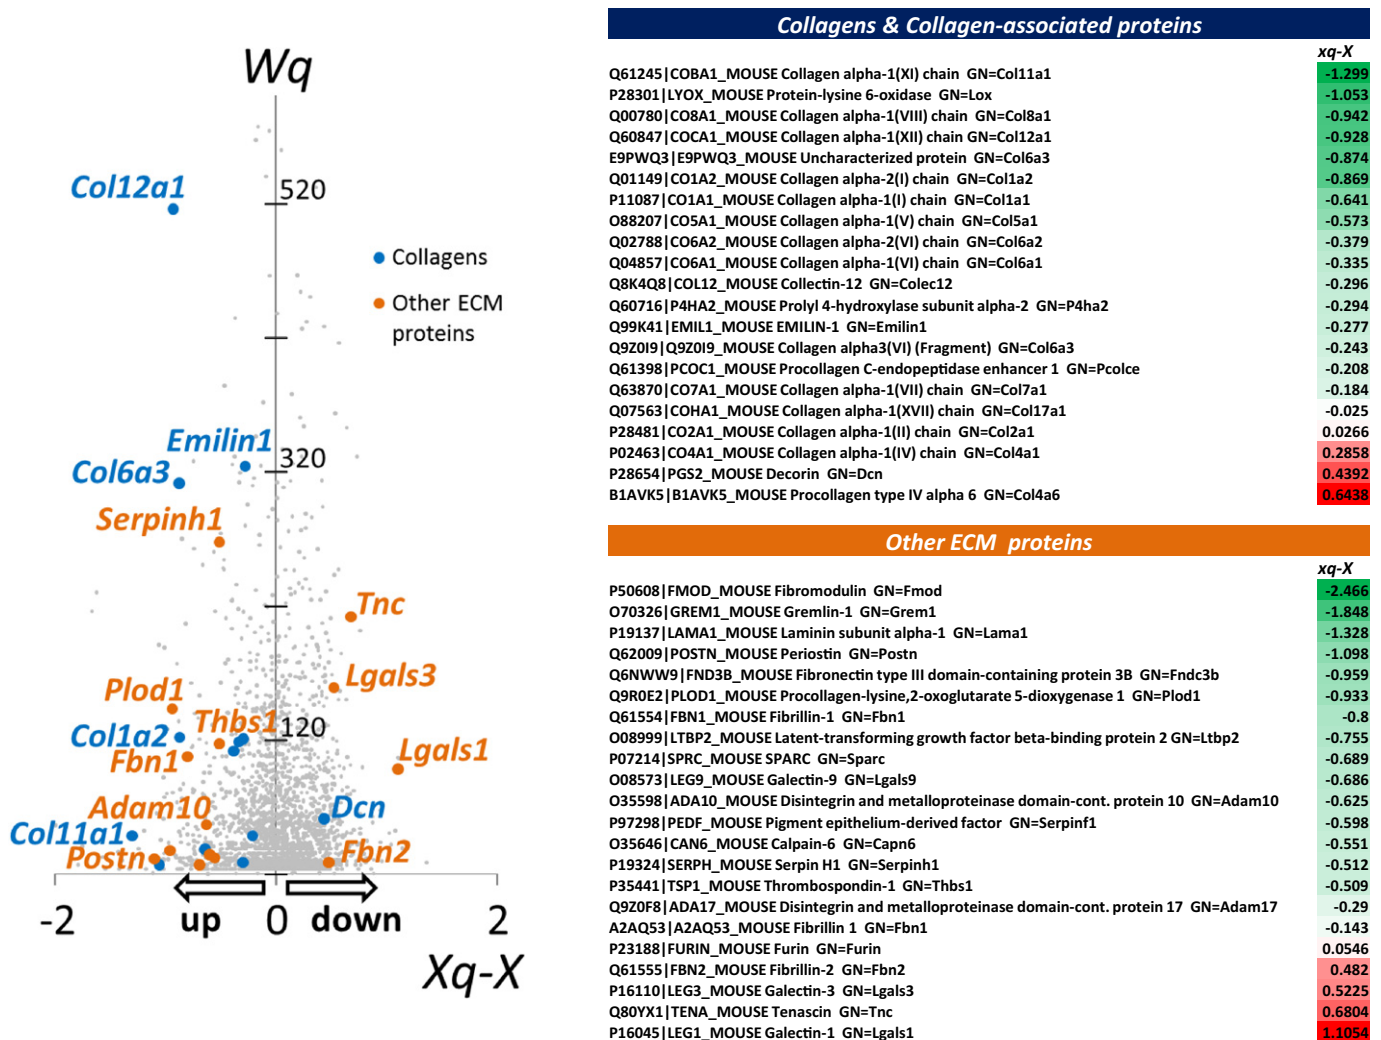 Wq
Col12a1
520
Collagens
Other ECM
proteins
Emilin1
320
Col6a3
Serpinh1
Tnc
Lgals3
Plod1
Thbs1
120
Col1a2
Fbn1
Lgals1
Adam10
Dcn
Col11a1
Postn
Fbn2
-2
up
0
down
2
Xq-X
Collagens & Collagen-associated proteins
xq-X
Q61245|COBA1_MOUSE Collagen alpha-1(XI) chain GN=Col11a1 -1.299
P28301|LYOX_MOUSE Protein-lysine 6-oxidase GN=Lox -1.053
Q00780|CO8A1_MOUSE Collagen alpha-1(VIII) chain GN=Col8a1 -0.942
Q60847|COCA1_MOUSE Collagen alpha-1(XII) chain GN=Col12a1 -0.928
E9PWQ3|E9PWQ3_MOUSE Uncharacterized protein GN=Col6a3 -0.874
Q01149|CO1A2_MOUSE Collagen alpha-2(I) chain GN=Col1a2 -0.869
P11087|CO1A1_MOUSE Collagen alpha-1(I) chain GN=Col1a1 -0.641
O88207|CO5A1_MOUSE Collagen alpha-1(V) chain GN=Col5a1 -0.573
Q02788|CO6A2_MOUSE Collagen alpha-2(VI) chain GN=Col6a2 -0.379
Q04857|CO6A1_MOUSE Collagen alpha-1(VI) chain GN=Col6a1 -0.335
Q8K4Q8|COL12_MOUSE Collectin-12 GN=Colec12 -0.296
Q60716|P4HA2_MOUSE Prolyl 4-hydroxylase subunit alpha-2 GN=P4ha2 -0.294
Q99K41|EMIL1_MOUSE EMILIN-1 GN=Emilin1 -0.277
Q9Z0I9|Q9Z0I9_MOUSE Collagen alpha3(VI) (Fragment) GN=Col6a3 -0.243
Q61398|PCOC1_MOUSE Procollagen C-endopeptidase enhancer 1 GN=Pcolce -0.208
Q63870|CO7A1_MOUSE Collagen alpha-1(VII) chain GN=Col7a1 -0.184
Q07563|COHA1_MOUSE Collagen alpha-1(XVII) chain GN=Col17a1 -0.025
P28481|CO2A1_MOUSE Collagen alpha-1(II) chain GN=Col2a1 0.0266
P02463|CO4A1_MOUSE Collagen alpha-1(IV) chain GN=Col4a1 0.2858
P28654|PGS2_MOUSE Decorin GN=Dcn 0.4392
B1AVK5|B1AVK5_MOUSE Procollagen type IV alpha 6 GN=Col4a6 0.6438
Other ECM proteins
xq-X
P50608|FMOD_MOUSE Fibromodulin GN=Fmod -2.466
O70326|GREM1_MOUSE Gremlin-1 GN=Grem1 -1.848
P19137|LAMA1_MOUSE Laminin subunit alpha-1 GN=Lama1 -1.328
Q62009|POSTN_MOUSE Periostin GN=Postn -1.098
Q6NWW9|FND3B_MOUSE Fibronectin type III domain-containing protein 3B GN=Fndc3b -0.959
Q9R0E2|PLOD1_MOUSE Procollagen-lysine,2-oxoglutarate 5-dioxygenase 1 GN=Plod1 -0.933
Q61554|FBN1_MOUSE Fibrillin-1 GN=Fbn1 -0.8
O08999|LTBP2_MOUSE Latent-transforming growth factor beta-binding protein 2 GN=Ltbp2 -0.755
P07214|SPRC_MOUSE SPARC GN=Sparc -0.689
O08573|LEG9_MOUSE Galectin-9 GN=Lgals9 -0.686
O35598|ADA10_MOUSE Disintegrin and metalloproteinase domain-cont. protein 10 GN=Adam10 -0.625
P97298|PEDF_MOUSE Pigment epithelium-derived factor GN=Serpinf1 -0.598
O35646|CAN6_MOUSE Calpain-6 GN=Capn6 -0.551
P19324|SERPH_MOUSE Serpin H1 GN=Serpinh1 -0.512
P35441|TSP1_MOUSE Thrombospondin-1 GN=Thbs1 -0.509
Q9Z0F8|ADA17_MOUSE Disintegrin and metalloproteinase domain-cont. protein 17 GN=Adam17 -0.29
A2AQ53|A2AQ53_MOUSE Fibrillin 1 GN=Fbn1 -0.143
P23188|FURIN_MOUSE Furin GN=Furin 0.0546
Q61555|FBN2_MOUSE Fibrillin-2 GN=Fbn2 0.482
P16110|LEG3_MOUSE Galectin-3 GN=Lgals3 0.5225
Q80YX1|TENA_MOUSE Tenascin GN=Tnc 0.6804
P16045|LEG1_MOUSE Galectin-1 GN=Lgals1 1.1054